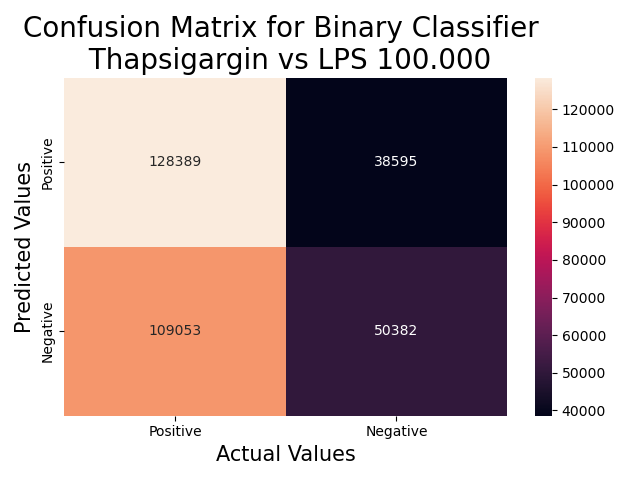 Confusion Matrix for Binary Classifier
Thapsigargin vs LPS 100.000
Predicted Values
Positive
Negative
128389
38595
109053
50382
Positive
Negative
Actual Values
120000
110000
100000
90000
80000
70000
60000
50000
40000